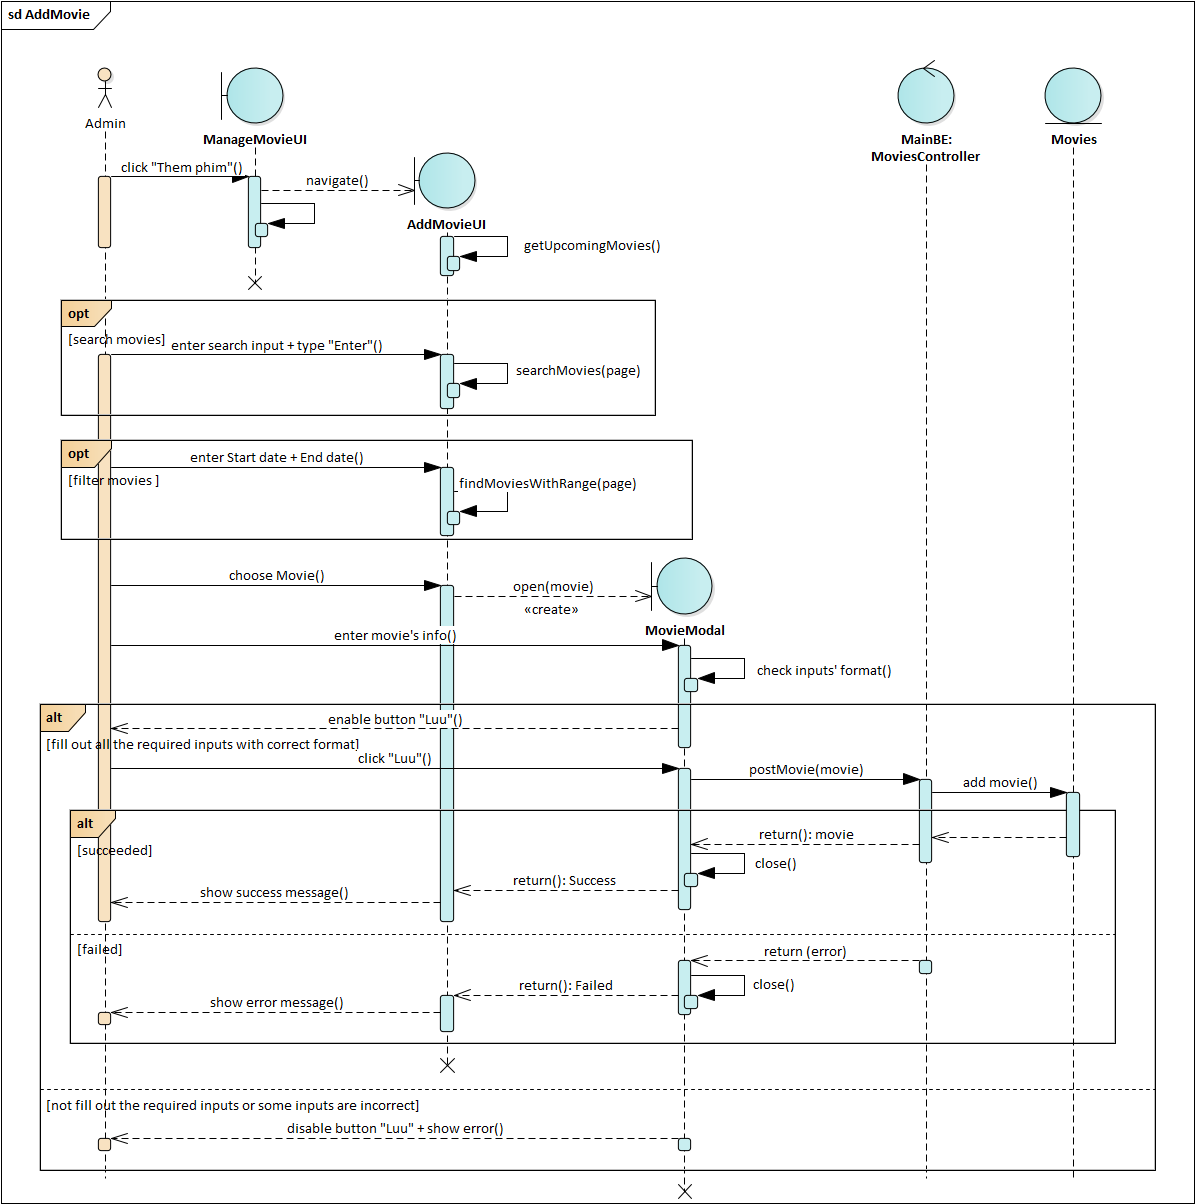 sd AddMovie
Admin
ManageMovieUI
MainBE:
MoviesController
Movies
click "Them phim"()
navigate()
AddMovieUI
getUpcomingMovies()
opt
[search movies]
enter search input + type "Enter"()
searchMovies(page)
opt
enter Start date + End date()
[filter movies ]
findMoviesWithRange(page)
choose Movie()
open(movie)
«create»
MovieModal
enter movie's info()
check inputs' format()
alt
enable button "Luu"()
[fill out all the required inputs with correct format]
click "Luu"()
postMovie(movie)
add movie()
alt
return(): movie
[succeeded]
close()
return(): Success
show success message()
[failed]
return (error)
close()
return(): Failed
show error message()
[not fill out the required inputs or some inputs are incorrect]
disable button "Luu" + show error()